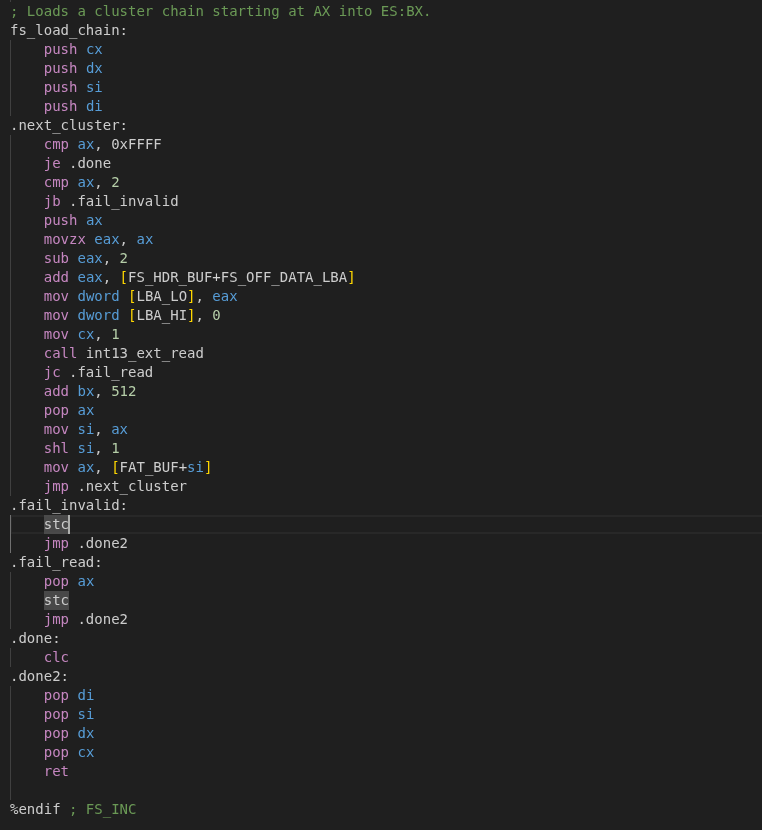 ; Loads a cluster chain starting at AX into ES:BX.
fs_load_chain:
    push cx
    push dx
    push si
    push di
.next_cluster:
    cmp ax, 0xFFFF
    je .done
    cmp ax, 2
    jb .fail_invalid
    push ax
    movzx eax, ax
    sub eax, 2
    add eax, [FS_HDR_BUF+FS_OFF_DATA_LBA]
    mov dword [LBA_LO], eax
    mov dword [LBA_HI], 0
    mov cx, 1
    call int13_ext_read
    jc .fail_read
    add bx, 512
    pop ax
    mov si, ax
    shl si, 1
    mov ax, [FAT_BUF+si]
    jmp .next_cluster
.fail_invalid:
    stc
    jmp .done2
.fail_read:
    pop ax
    stc
    jmp .done2
.done:
    clc
.done2:
    pop di
    pop si
    pop dx
    pop cx
    ret

%endif ; FS_INC